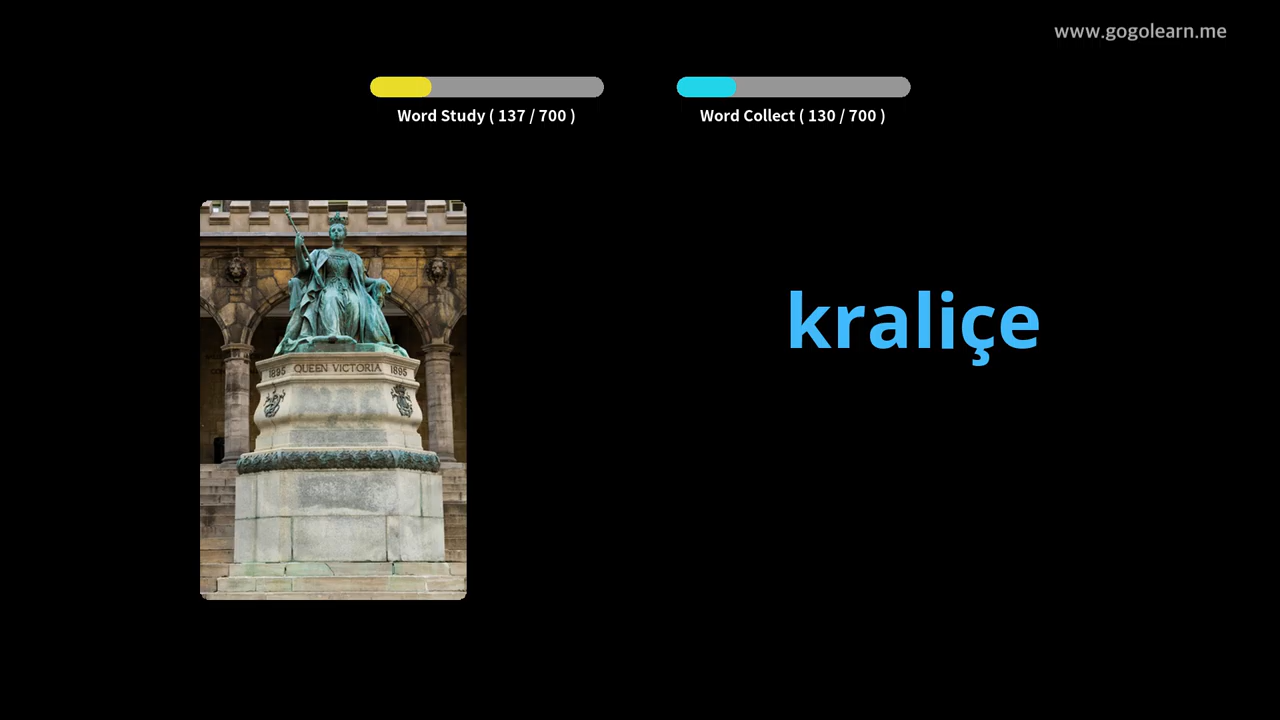 www.gogolearn.me
Word Study ( 137 / 700 )
Word Collect ( 130 / 700 )
kraliçe
1895 QUEEN VICTORIA 1895